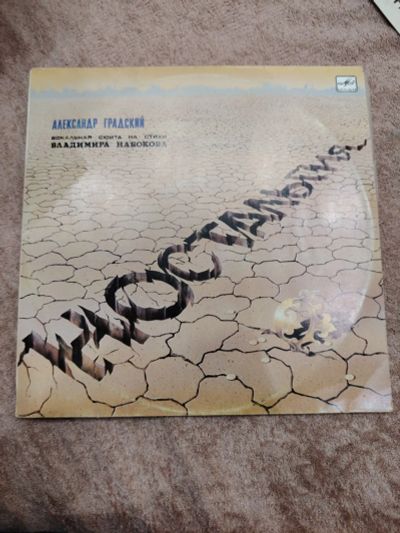 АЛЕКСАНДР ГРАДСКИЙ
ВОКАЛЬНАЯ СЮИТА НА СТИХИ
ВЛАДИМИРА НАБОКОВА
НОСТАЛЬГИЯ